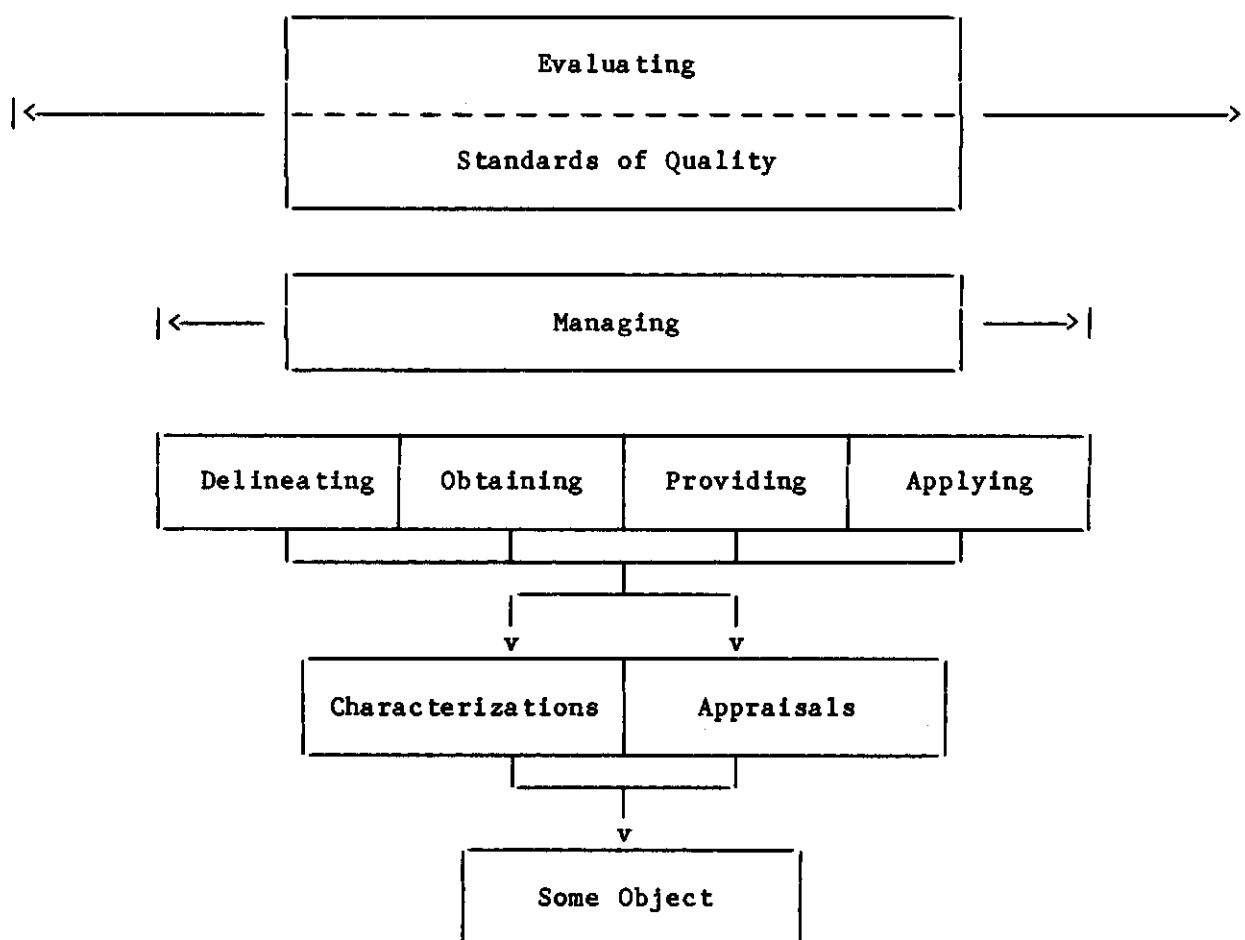 Evaluating
Standards of Quality
Managing
Delineating Obtaining Providing Applying
v v
Characterizations Appraisals
v
Some Object